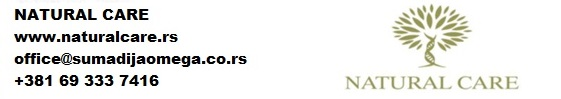 NATURAL CARE
www.naturalcare.rs
office@sumadijaomega.co.rs
+381 69 333 7416
NATURAL CARE